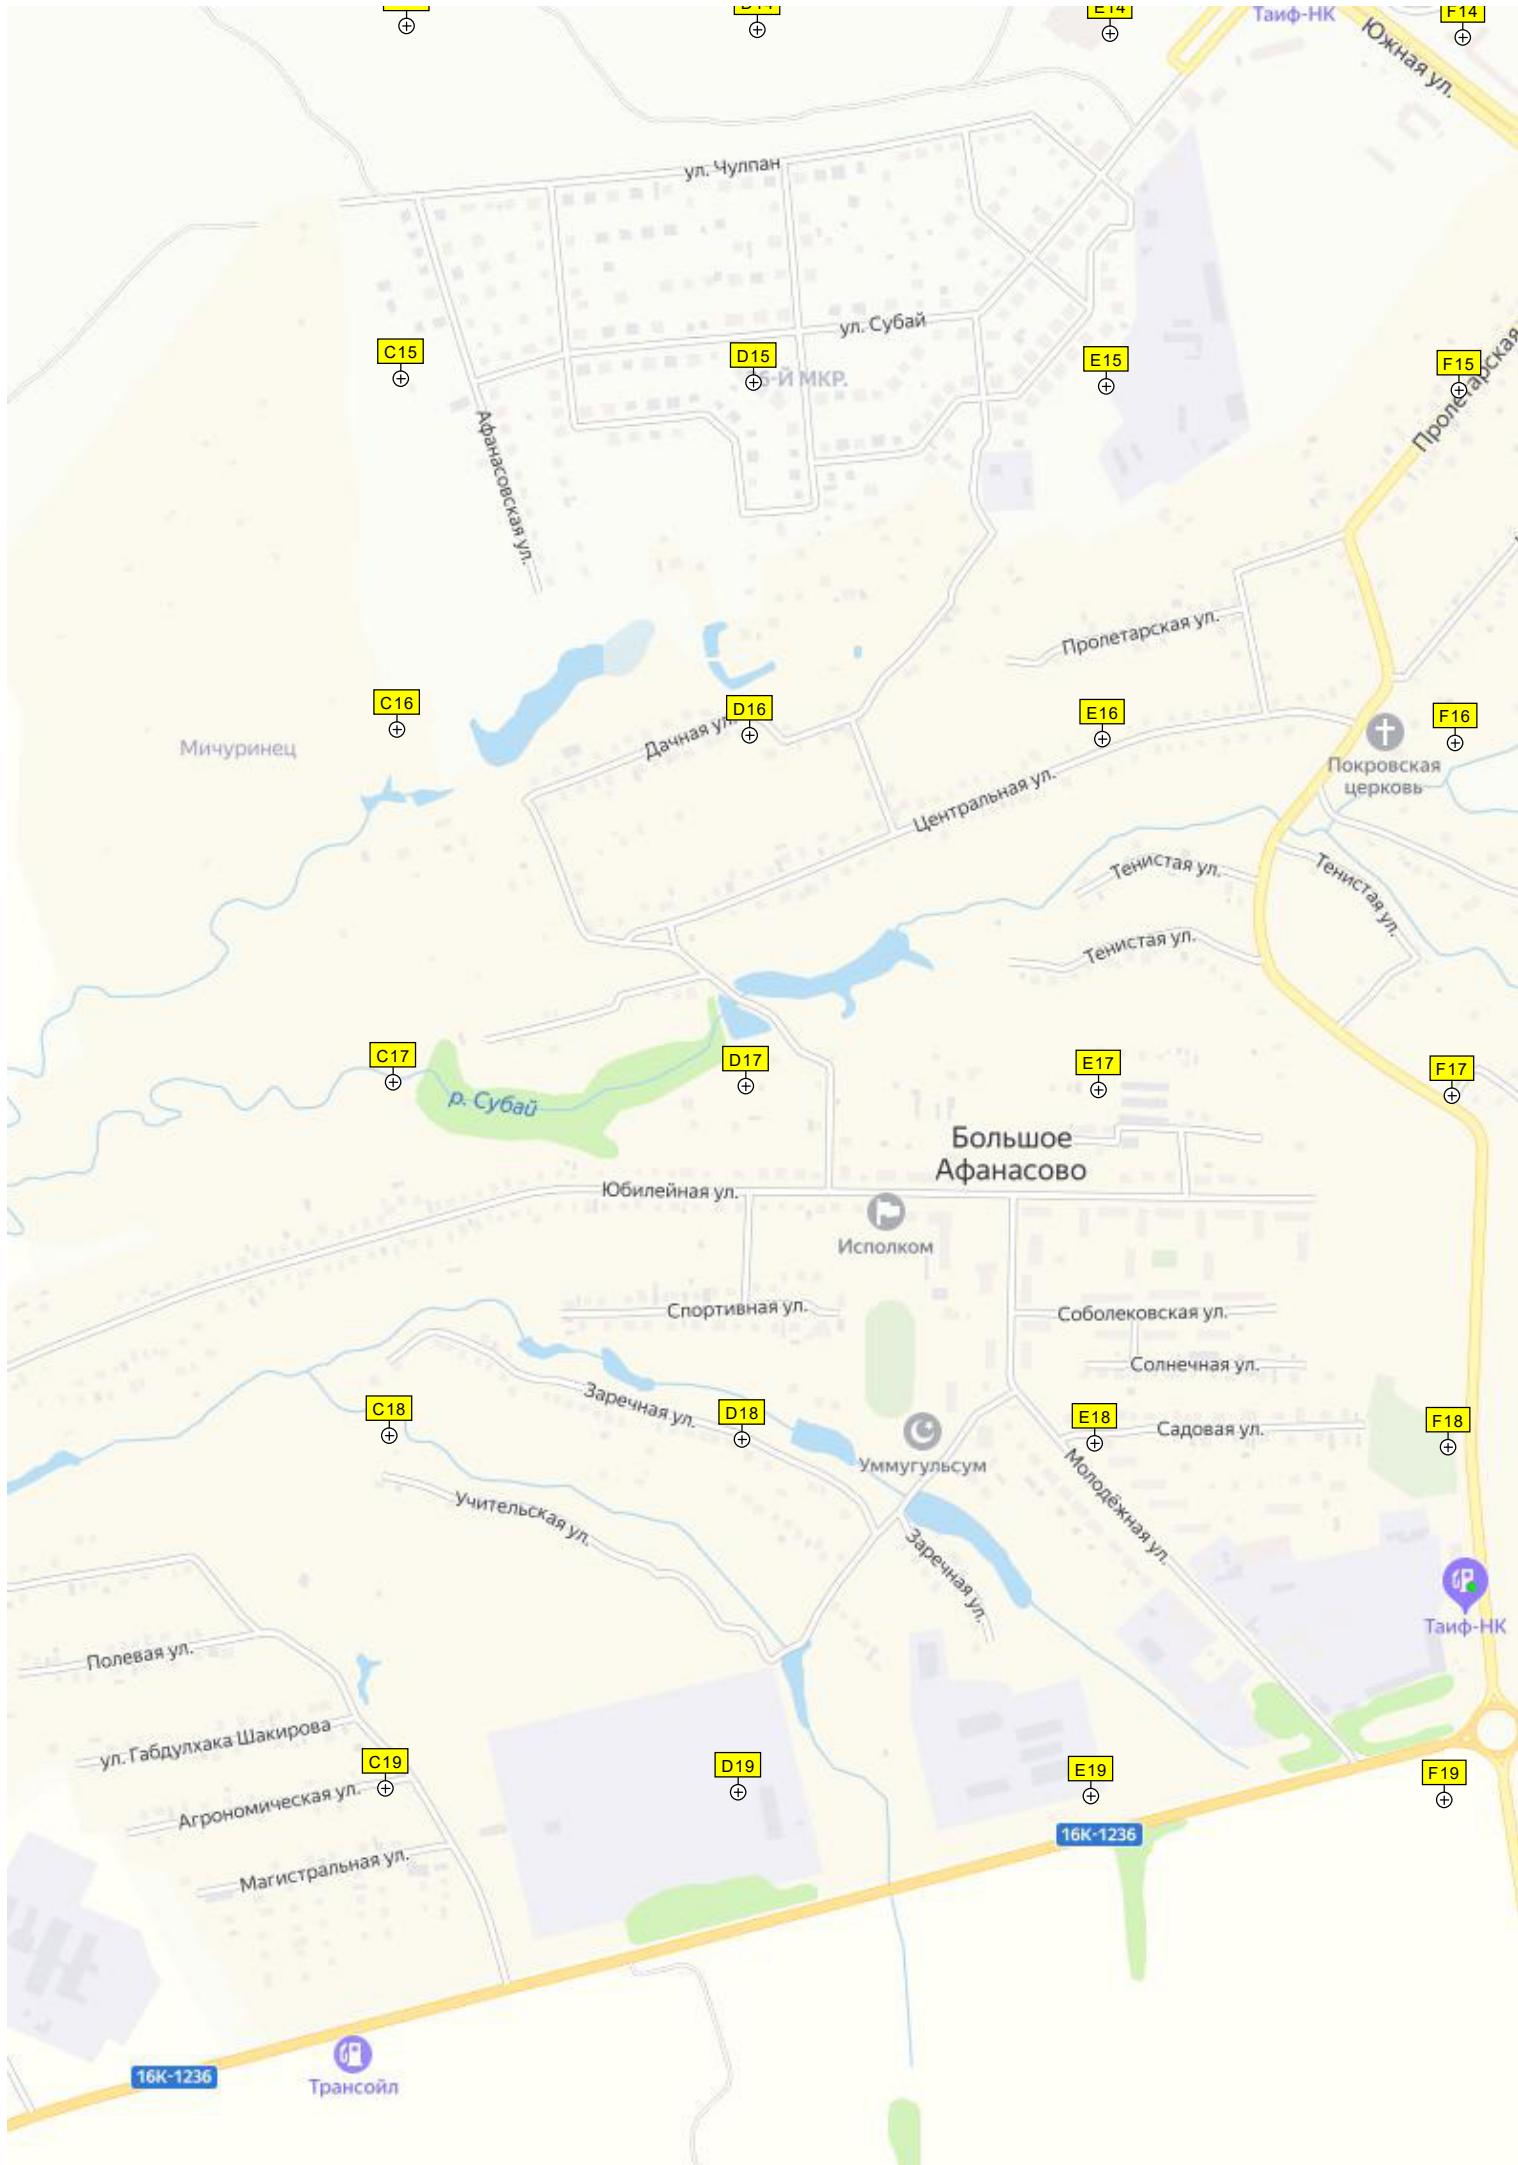 E14
F14
Таиф-НК
Южная ул.
ул. Чулпан
ул. Субай
C15
D15
E15
F15
16-Й МКР.
Пролетарская
Афанасовская ул.
Пролетарская ул.
C16
D16
E16
F16
Мичуринец
Дачная ул.
Покровская
церковь
Центральная ул.
Тенистая ул.
Тенистая ул.
Тенистая ул.
C17
D17
E17
F17
р. Субай
Большое
Афанасово
Юбилейная ул.
Исполком
Спортивная ул.
Соболековская ул.
Солнечная ул.
Заречная ул.
C18
D18
E18
F18
Садовая ул.
Уммугульсум
Молодёжная ул.
Учительская ул.
Заречная ул.
Таиф-НК
Полевая ул.
ул. Габдулхака Шакирова
C19
D19
E19
F19
Агрономическая ул.
16К-1236
Магистральная ул.
16К-1236
Трансойл